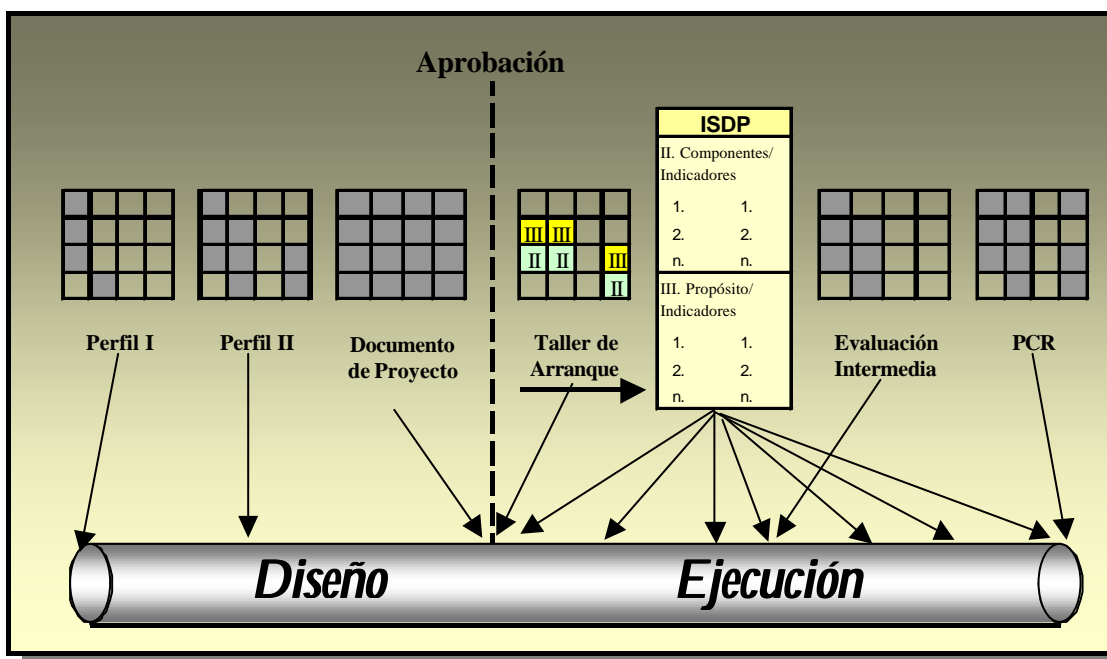 Aprobación
ISDP
II. Componentes/
Indicadores
1. 1.
2. 2.
n. n.
III. Propósito/
Indicadores
1. 1.
2. 2.
n. n.
III III
II II III
II
Perfil I
Perfil II
Documento
de Proyecto
Taller de
Arranque
Evaluación
Intermedia
PCR
Diseño
Ejecución